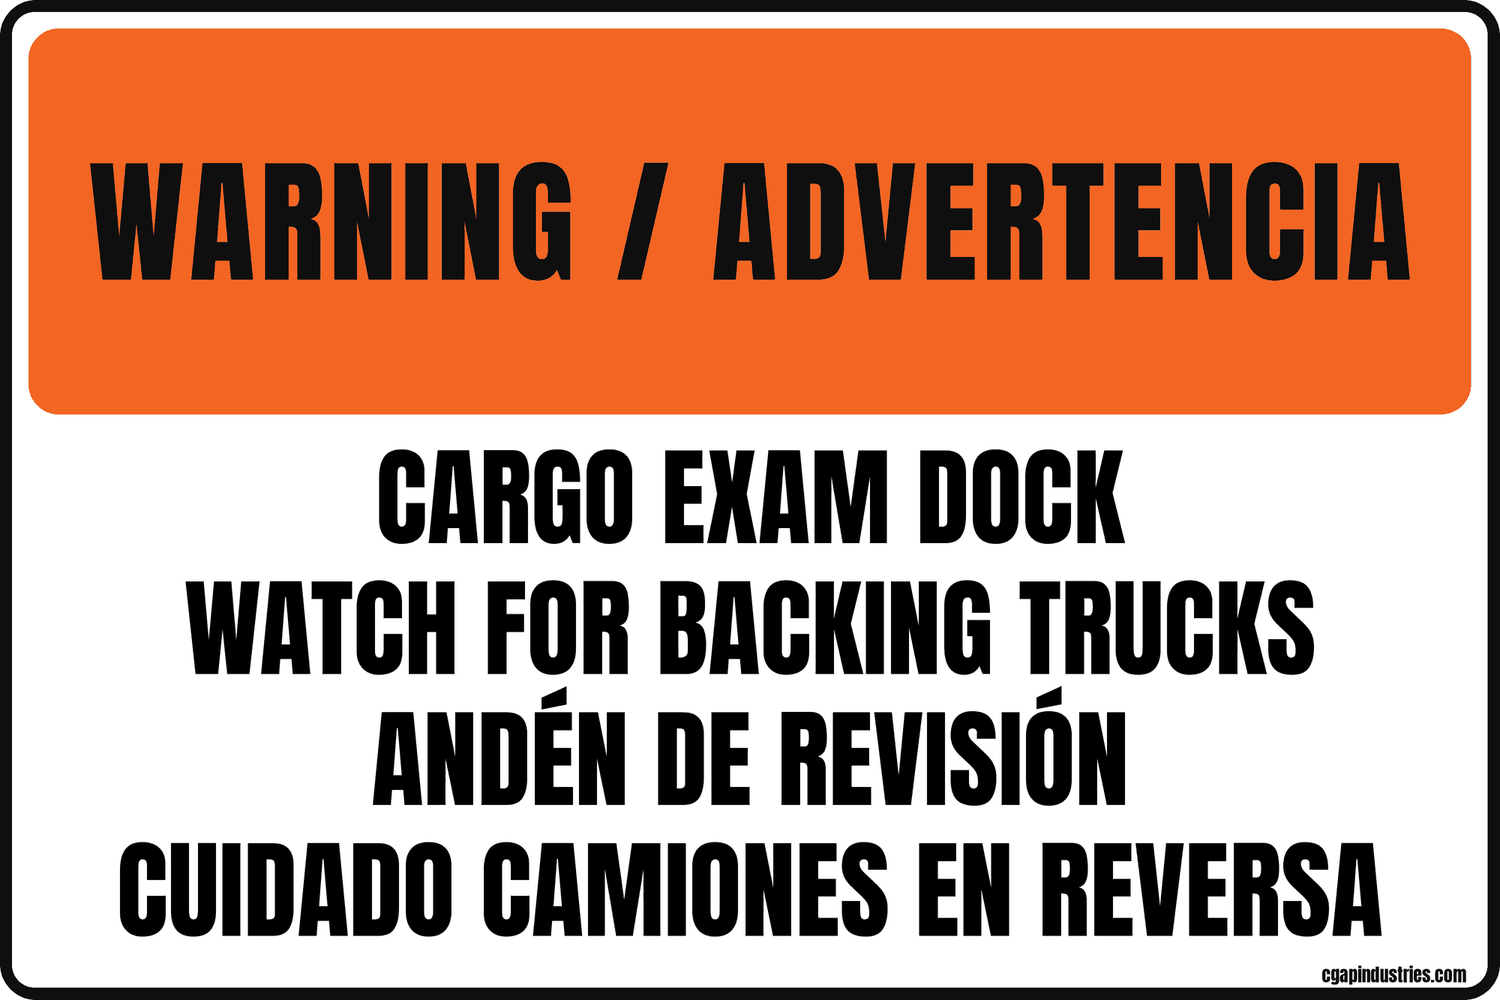 WARNING / ADVERTENCIA
CARGO EXAM DOCK
WATCH FOR BACKING TRUCKS
ANDÉN DE REVISIÓN
CUIDADO CAMIONES EN REVERSA
cgapindustries.com